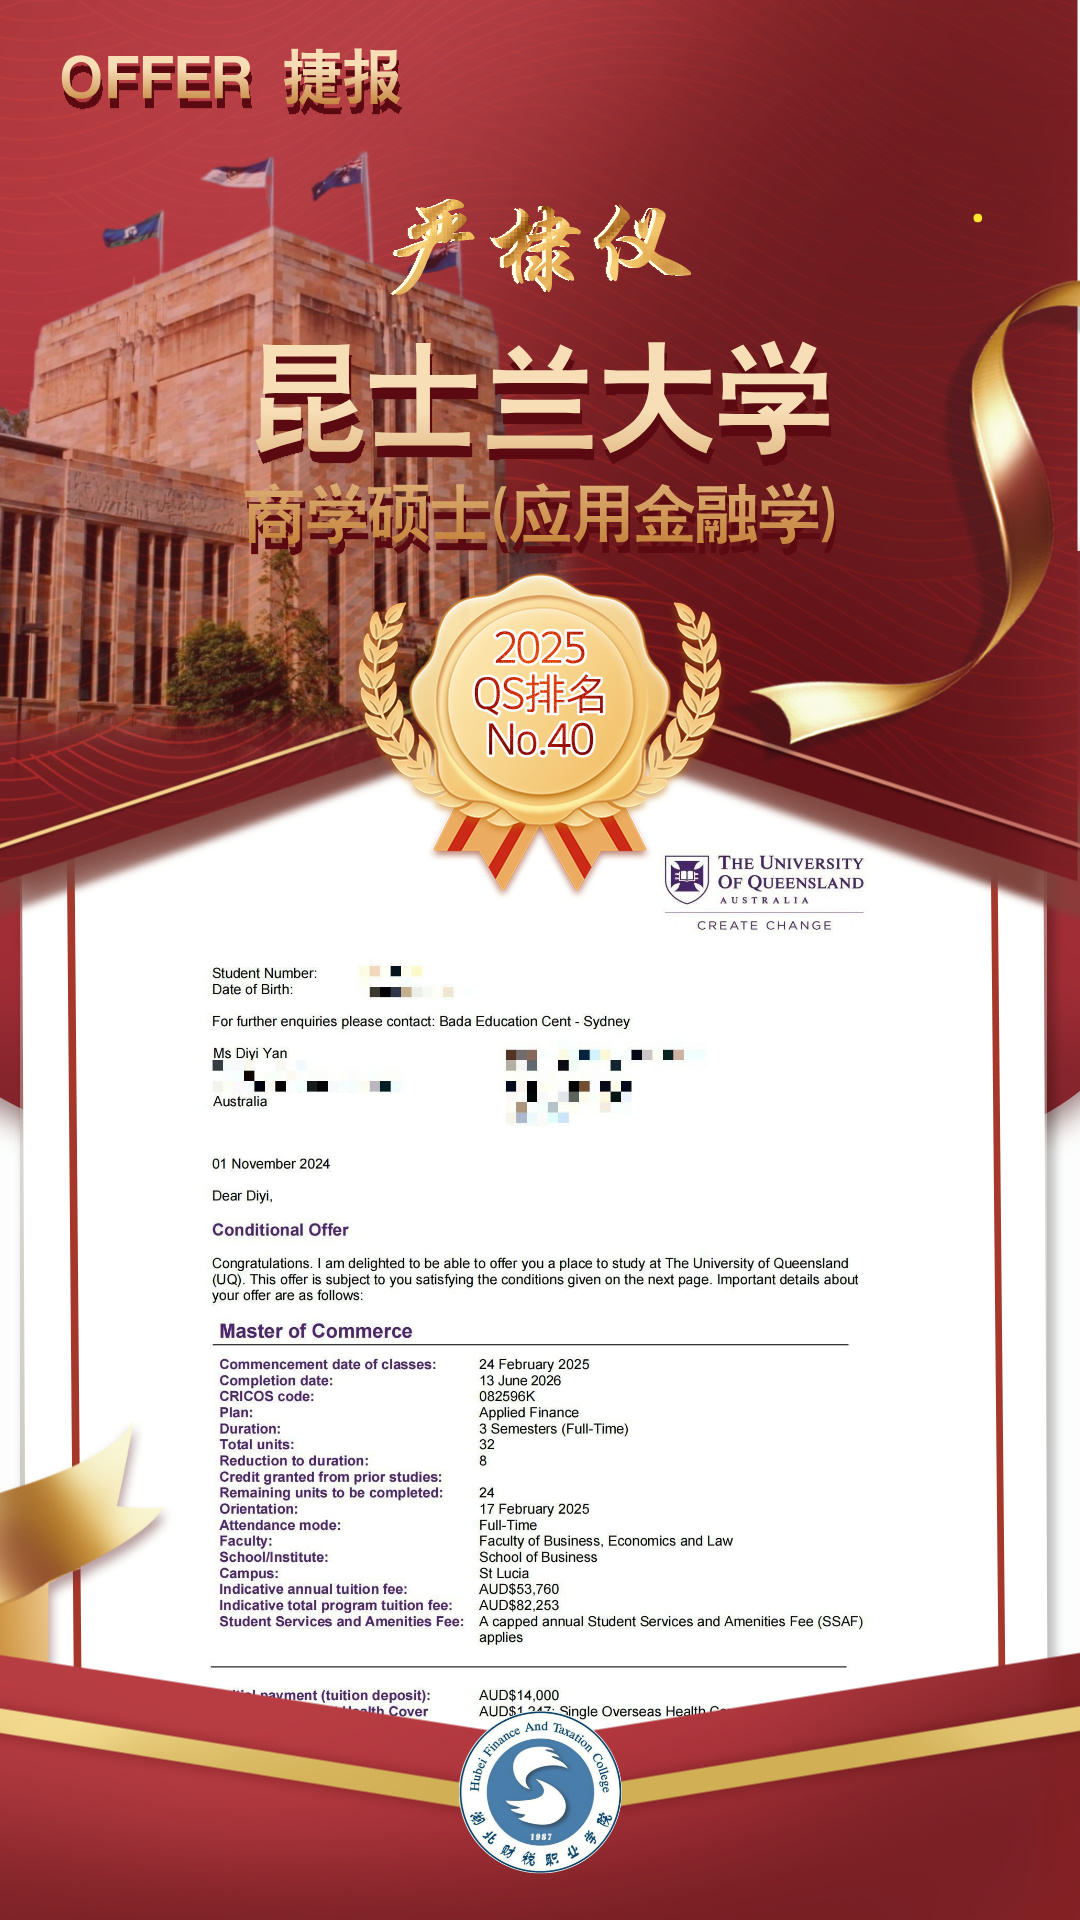 OFFER 捷报
严棣仪
昆士兰大学
商学硕士(应用金融学)
2025
QS排名
No.40
THE UNIVERSITY
OF QUEENSLAND
AUSTRALIA
CREATE CHANGE
Student Number:
Date of Birth:
For further enquiries please contact: Bada Education Cent - Sydney
Ms Diyi Yan
Australia
01 November 2024
Dear Diyi,
Conditional Offer
Congratulations. I am delighted to be able to offer you a place to study at The University of Queensland
(UQ). This offer is subject to you satisfying the conditions given on the next page. Important details about
your offer are as follows:
Master of Commerce
Commencement date of classes: 24 February 2025
Completion date: 13 June 2026
CRICOS code: 082596K
Plan: Applied Finance
Duration: 3 Semesters (Full-Time)
Total units: 32
Reduction to duration: 8
Credit granted from prior studies:
Remaining units to be completed: 24
Orientation: 17 February 2025
Attendance mode: Full-Time
Faculty: Faculty of Business, Economics and Law
School/Institute: School of Business
Campus: St Lucia
Indicative annual tuition fee: AUD$53,760
Indicative total program tuition fee: AUD$82,253
Student Services and Amenities Fee: A capped annual Student Services and Amenities Fee (SSAF)
applies
payment (tuition deposit): AUD$14,000
Health Cover AUD$1,247: Single Overseas Health
Hubei Finance And Taxation College
1987
湖北财税职业学院